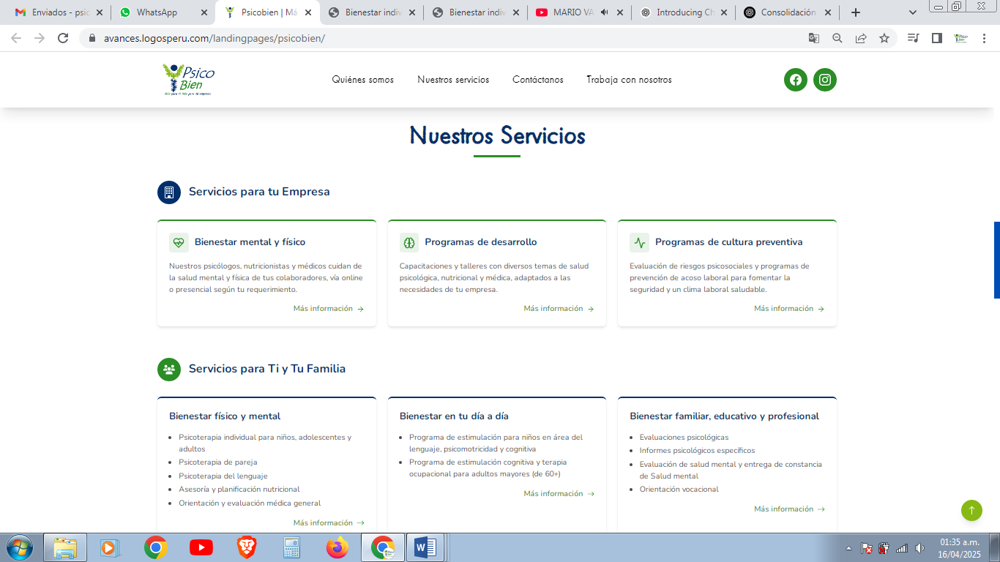 Enviados - psic
WhatsApp
Psicobien | Má
Bienestar indiv
Bienestar indiv
MARIO VA
Introducing Ch
Consolidación
avances.logosperu.com/landingpages/psicobien/
Psico
Bien
Más para ti Más para tú empresa
Quiénes somos
Nuestros servicios
Contáctanos
Trabaja con nosotros
Nuestros Servicios
Servicios para tu Empresa
Bienestar mental y físico
Nuestros psicólogos, nutricionistas y médicos cuidan de
la salud mental y física de tus colaboradores, vía online
o presencial según tu requerimiento.
Más información →
Programas de desarrollo
Capacitaciones y talleres con diversos temas de salud
psicológica, nutricional y médica, adaptados a las
necesidades de tu empresa.
Más información →
Programas de cultura preventiva
Evaluación de riesgos psicosociales y programas de
prevención de acoso laboral para fomentar la
seguridad y un clima laboral saludable.
Más información →
Servicios para Ti y Tu Familia
Bienestar físico y mental
• Psicoterapia individual para niños, adolescentes y
adultos
• Psicoterapia de pareja
• Psicoterapia del lenguaje
• Asesoría y planificación nutricional
• Orientación y evaluación médica general
Más información →
Bienestar en tu día a día
• Programa de estimulación para niños en área del
lenguaje, psicomotricidad y cognitiva
• Programa de estimulación cognitiva y terapia
ocupacional para adultos mayores (de 60+)
Más información →
Bienestar familiar, educativo y profesional
• Evaluaciones psicológicas
• Informes psicológicos específicos
• Evaluación de salud mental y entrega de constancia
de Salud mental
• Orientación vocacional
Más información →
01:35 a.m.
16/04/2025